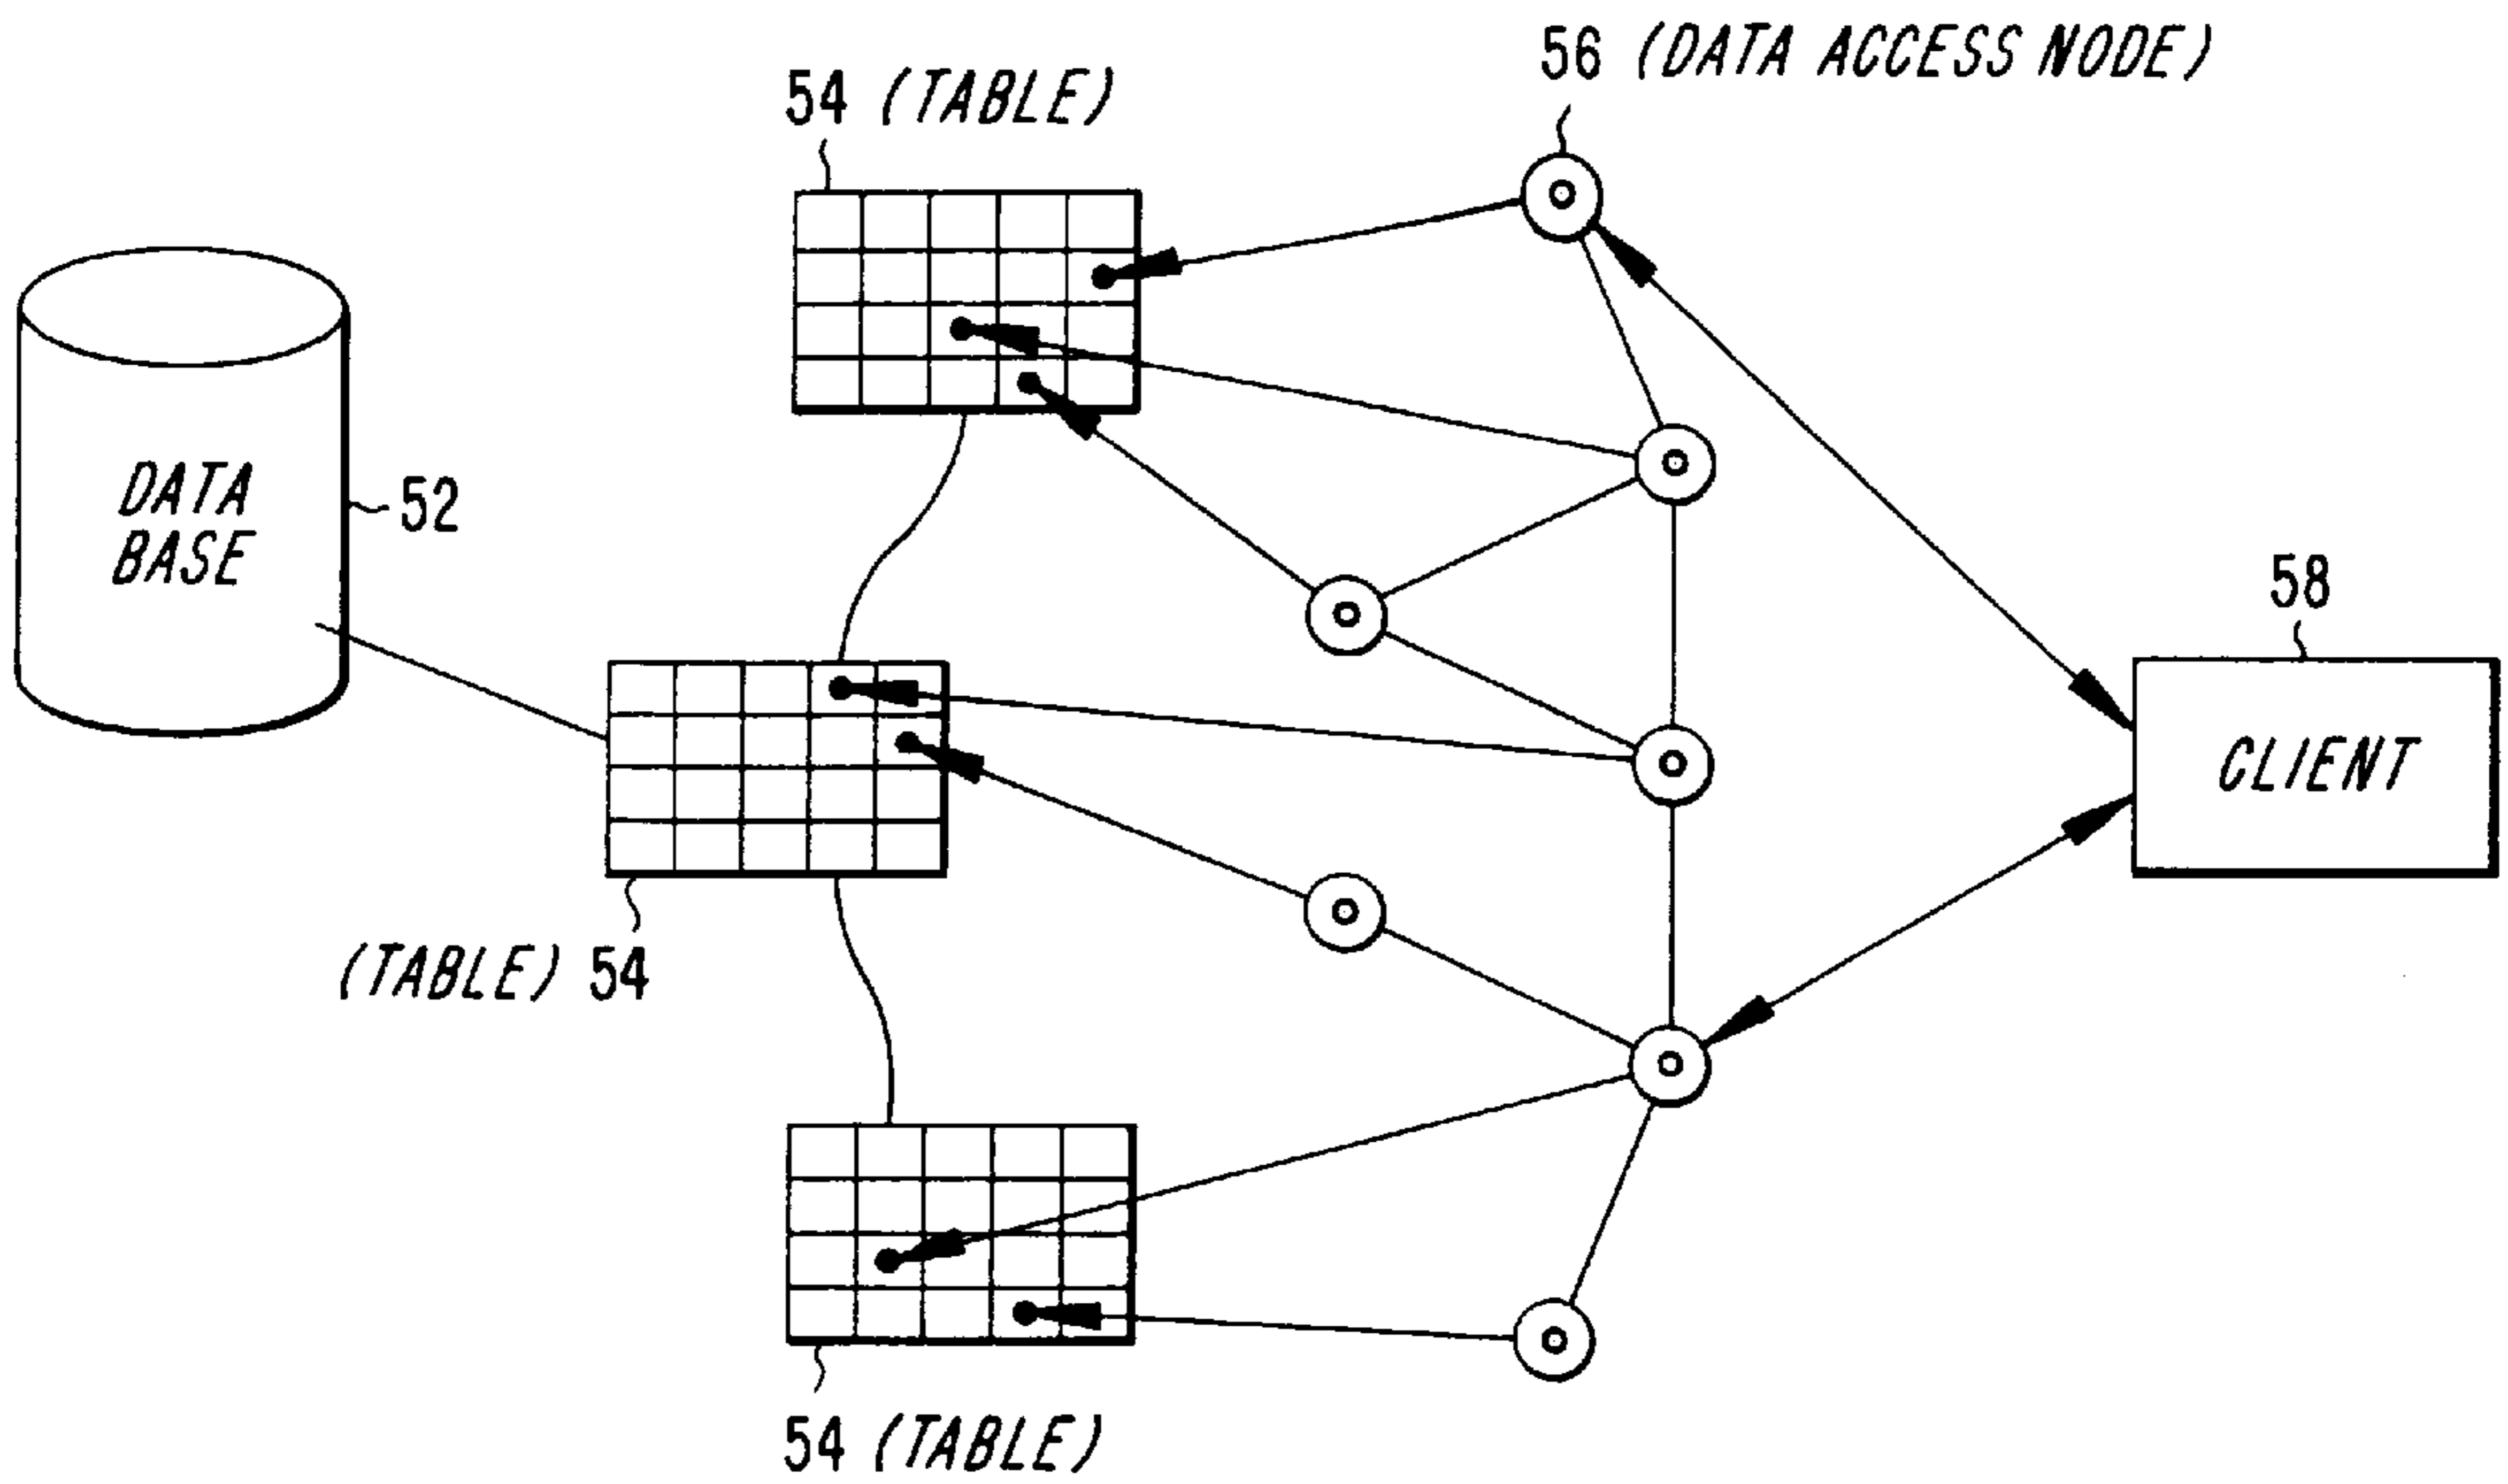 56 (DATA ACCESS NODE)
54 (TABLE)
DATA
BASE
52
58
CLIENT
(TABLE) 54
54 (TABLE)